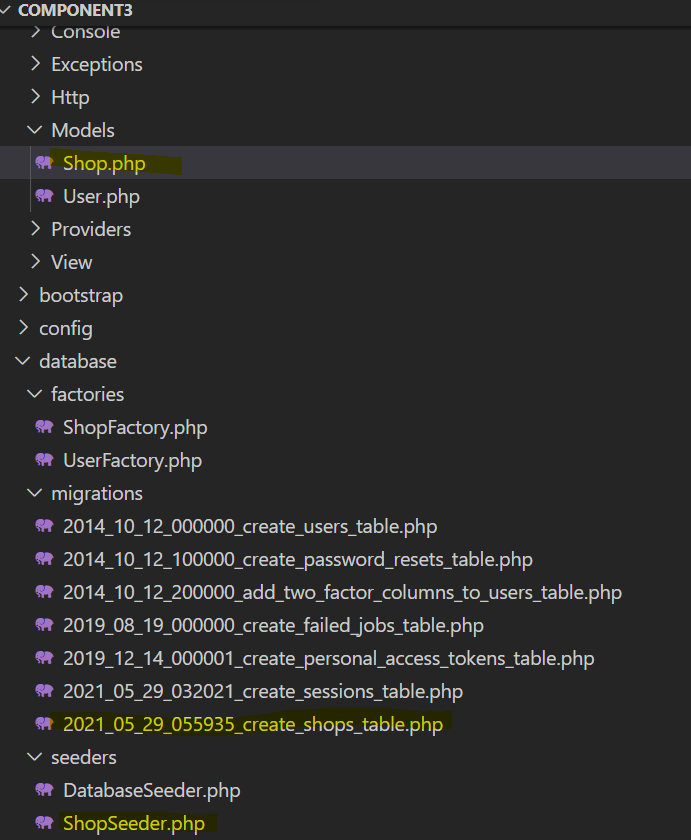 COMPONENT3
Console
Exceptions
Http
Models
Shop.php
User.php
Providers
View
bootstrap
config
database
factories
ShopFactory.php
UserFactory.php
migrations
2014_10_12_000000_create_users_table.php
2014_10_12_100000_create_password_resets_table.php
2014_10_12_200000_add_two_factor_columns_to_users_table.php
2019_08_19_000000_create_failed_jobs_table.php
2019_12_14_000001_create_personal_access_tokens_table.php
2021_05_29_032021_create_sessions_table.php
2021_05_29_055935_create_shops_table.php
seeders
DatabaseSeeder.php
ShopSeeder.php